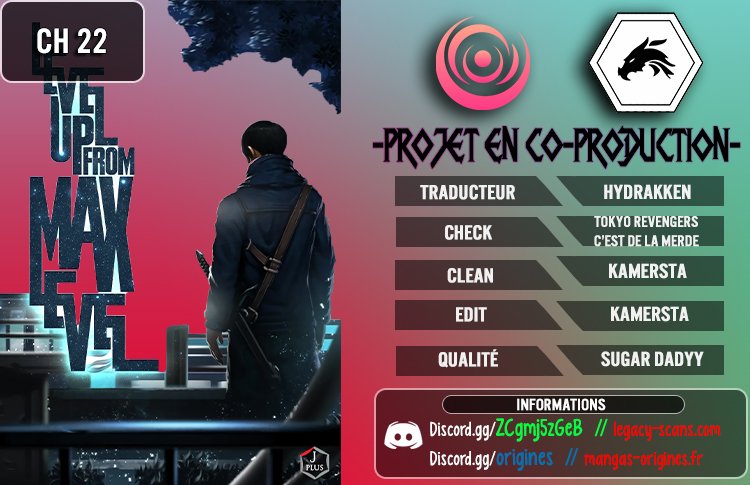 CH 22
LEVEL
UP
FROM
MAX
LEVEL
J
PLUS
-PROJET EN CO-PRODUCTION-
TRADUCTEUR HYDRAKKEN
CHECK TOKYO REVENGERS
C'EST DE LA MERDE
CLEAN KAMERSTA
EDIT KAMERSTA
QUALITÉ SUGAR DADYY
INFORMATIONS
Discord.gg/ZCgmj5zGeB // legacy-scans.com
Discord.gg/origines // mangas-origines.fr